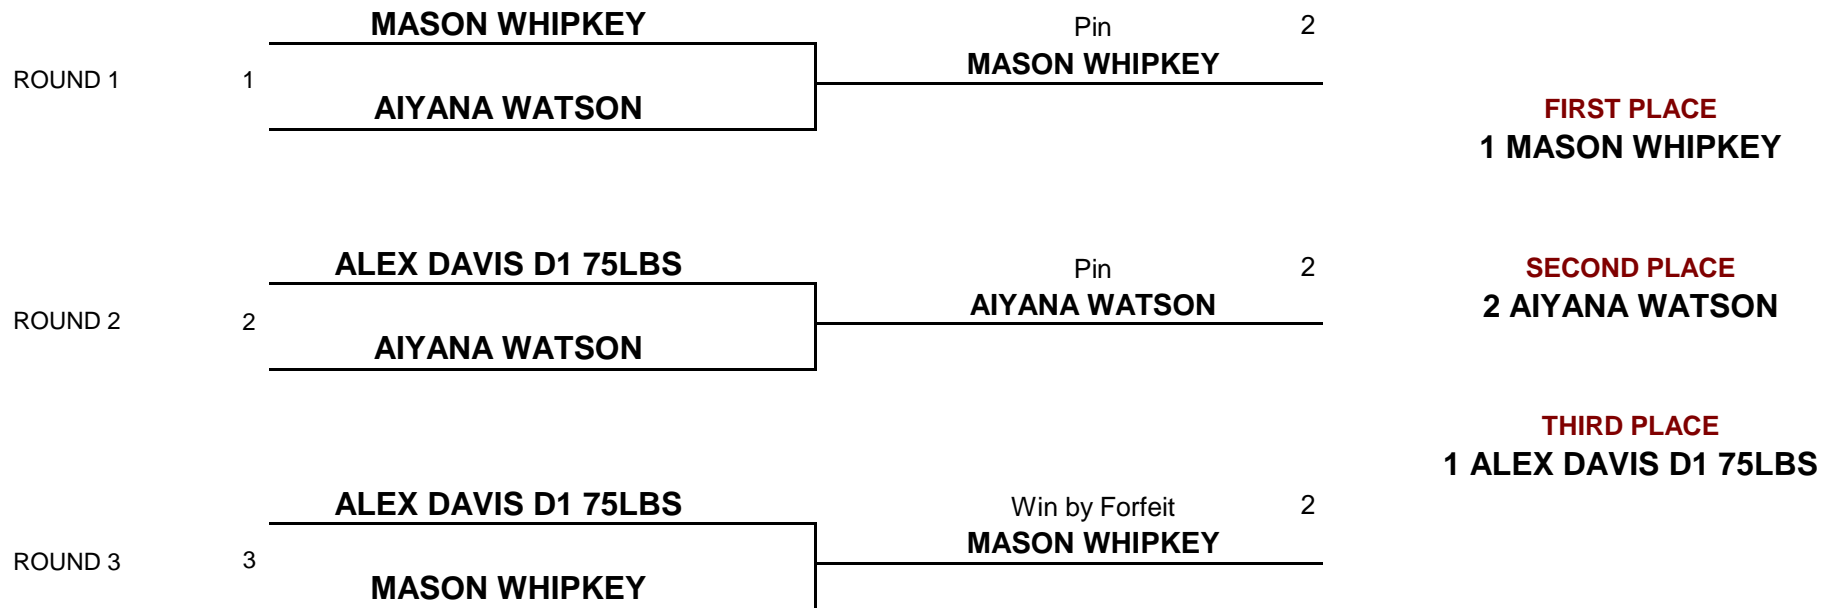 MASON WHIPKEY
Pin 2
MASON WHIPKEY
ROUND 1 1
AIYANA WATSON
FIRST PLACE
1 MASON WHIPKEY
ALEX DAVIS D1 75LBS
Pin 2
SECOND PLACE
AIYANA WATSON
2 AIYANA WATSON
ROUND 2 2
AIYANA WATSON
THIRD PLACE
1 ALEX DAVIS D1 75LBS
ALEX DAVIS D1 75LBS
Win by Forfeit 2
MASON WHIPKEY
ROUND 3 3
MASON WHIPKEY